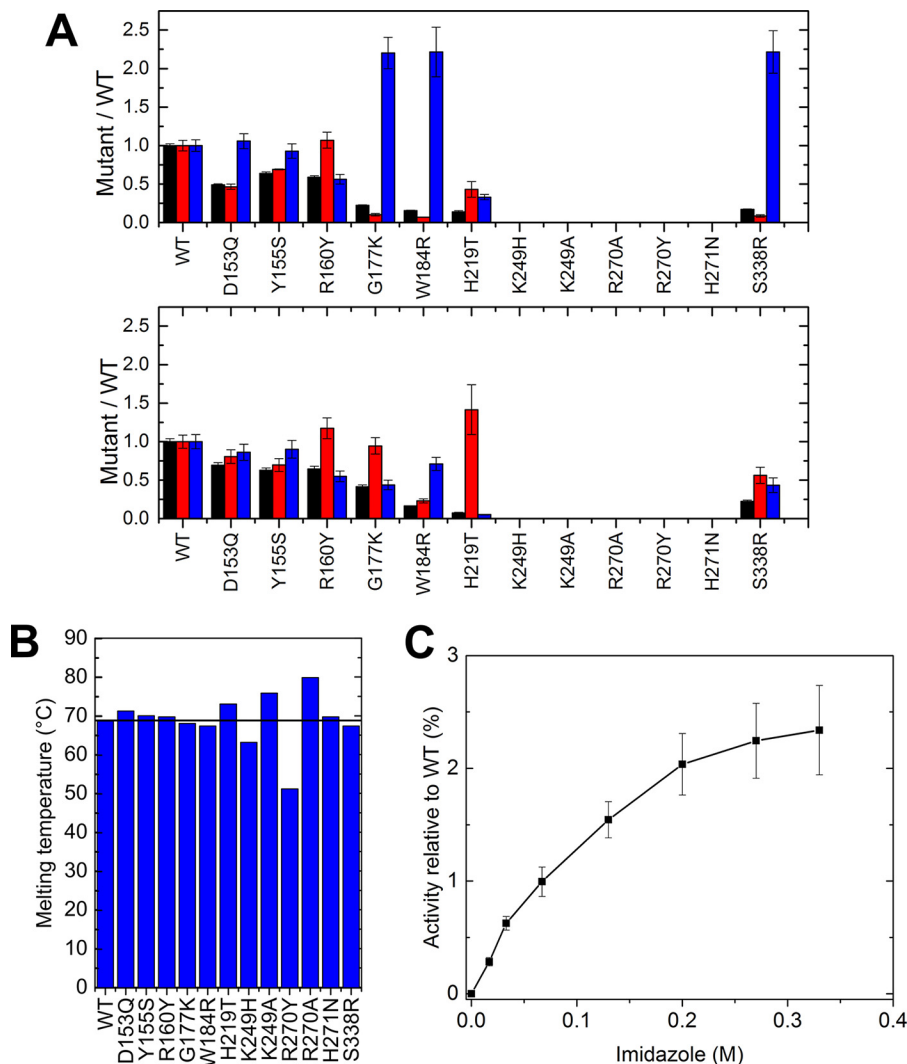 A
Mutant / WT
2.5
2.0
1.5
1.0
0.5
0.0
WT
D153Q
Y155S
R160Y
G177K
W184R
H219T
K249H
K249A
R270A
R270Y
H271N
S338R
Mutant / WT
2.5
2.0
1.5
1.0
0.5
0.0
WT
D153Q
Y155S
R160Y
G177K
W184R
H219T
K249H
K249A
R270A
R270Y
H271N
S338R
B
Melting temperature (°C)
90
80
70
60
50
40
30
20
10
0
WT
D153Q
Y155S
R160Y
G177K
W184R
H219T
K249H
K249A
R270Y
R270A
H271N
S338R
C
Activity relative to WT (%)
3
2
1
0
0.0 0.1 0.2 0.3 0.4
Imidazole (M)